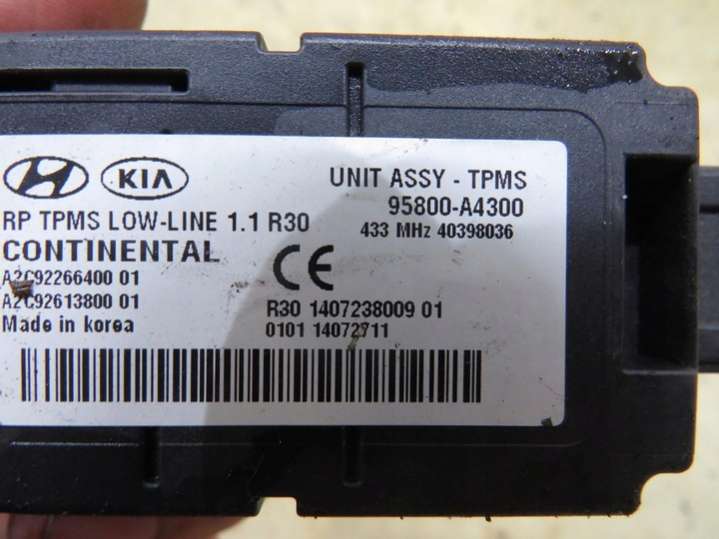 KIA
UNIT ASSY - TPMS
95800-A4300
433 MHz 40398036
RP TPMS LOW-LINE 1.1 R30
CONTINENTAL
A2C92266400 01
A2C92613800 01
Made in korea
CE
R30 1407238009 01
0101 14072711